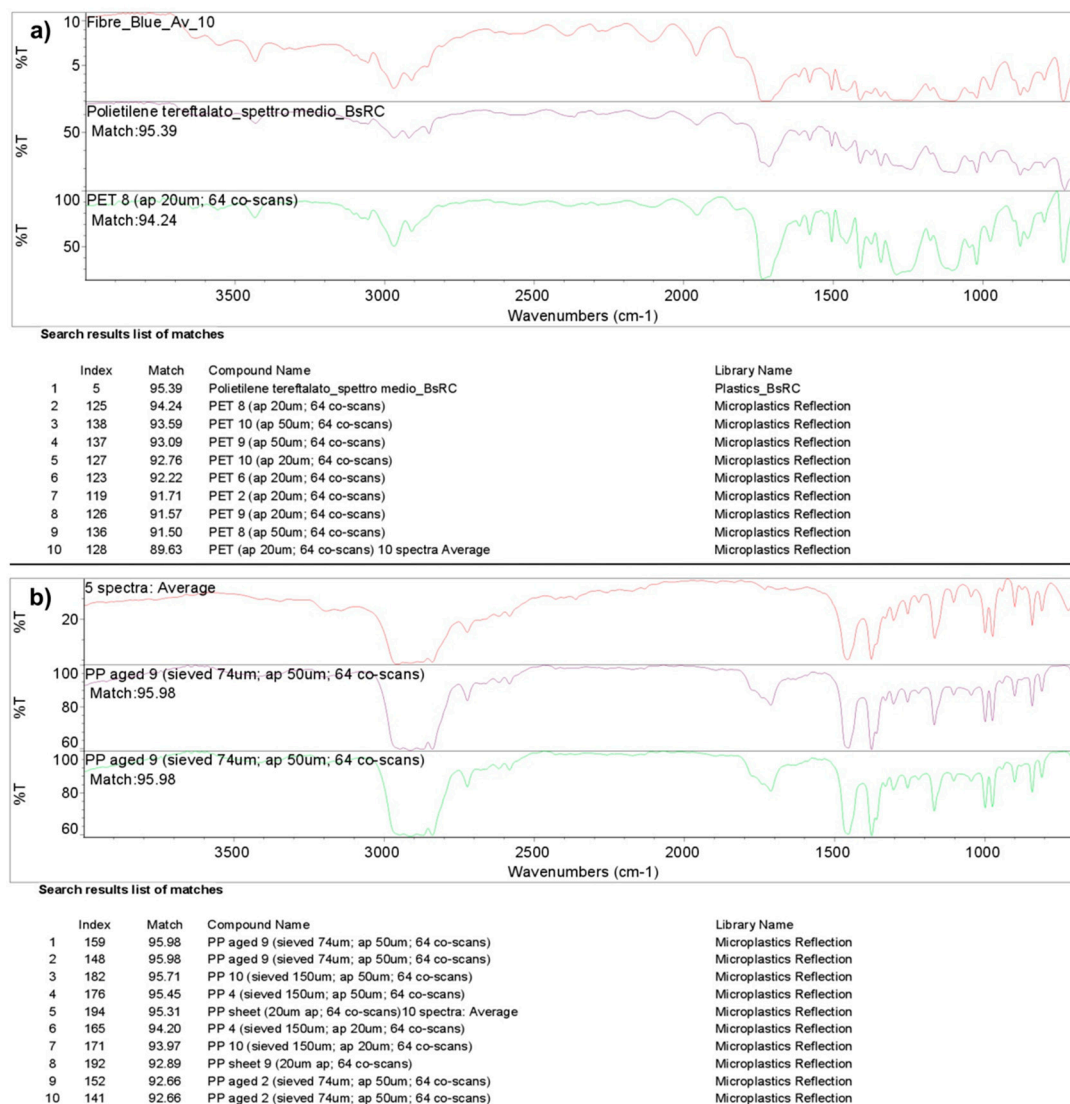 a)
Fibre_Blue_Av_10
10
5
%T
Polietilene tereftalato_spettro medio_BsRC
Match:95.39
50
%T
PET 8 (ap 20um; 64 co-scans)
Match:94.24
100
50
%T
3500 3000 2500 2000 1500 1000
Wavenumbers (cm-1)
Search results list of matches
Index Match Compound Name Library Name
1 5 95.39 Polietilene tereftalato_spettro medio_BsRC Plastics_BsRC
2 125 94.24 PET 8 (ap 20um; 64 co-scans) Microplastics Reflection
3 138 93.59 PET 10 (ap 50um; 64 co-scans) Microplastics Reflection
4 137 93.09 PET 9 (ap 50um; 64 co-scans) Microplastics Reflection
5 127 92.76 PET 10 (ap 20um; 64 co-scans) Microplastics Reflection
6 123 92.22 PET 6 (ap 20um; 64 co-scans) Microplastics Reflection
7 119 91.71 PET 2 (ap 20um; 64 co-scans) Microplastics Reflection
8 126 91.57 PET 9 (ap 20um; 64 co-scans) Microplastics Reflection
9 136 91.50 PET 8 (ap 50um; 64 co-scans) Microplastics Reflection
10 128 89.63 PET (ap 20um; 64 co-scans) 10 spectra Average Microplastics Reflection
b)
5 spectra: Average
20
%T
PP aged 9 (sieved 74um; ap 50um; 64 co-scans)
Match:95.98
100
80
60
%T
PP aged 9 (sieved 74um; ap 50um; 64 co-scans)
Match:95.98
100
80
60
%T
3500 3000 2500 2000 1500 1000
Wavenumbers (cm-1)
Search results list of matches
Index Match Compound Name Library Name
1 159 95.98 PP aged 9 (sieved 74um; ap 50um; 64 co-scans) Microplastics Reflection
2 148 95.98 PP aged 9 (sieved 74um; ap 50um; 64 co-scans) Microplastics Reflection
3 182 95.71 PP 10 (sieved 150um; ap 50um; 64 co-scans) Microplastics Reflection
4 176 95.45 PP 4 (sieved 150um; ap 50um; 64 co-scans) Microplastics Reflection
5 194 95.31 PP sheet (20um ap; 64 co-scans)10 spectra: Average Microplastics Reflection
6 165 94.20 PP 4 (sieved 150um; ap 20um; 64 co-scans) Microplastics Reflection
7 171 93.97 PP 10 (sieved 150um; ap 20um; 64 co-scans) Microplastics Reflection
8 192 92.89 PP sheet 9 (20um ap; 64 co-scans) Microplastics Reflection
9 152 92.66 PP aged 2 (sieved 74um; ap 50um; 64 co-scans) Microplastics Reflection
10 141 92.66 PP aged 2 (sieved 74um; ap 50um; 64 co-scans) Microplastics Reflection